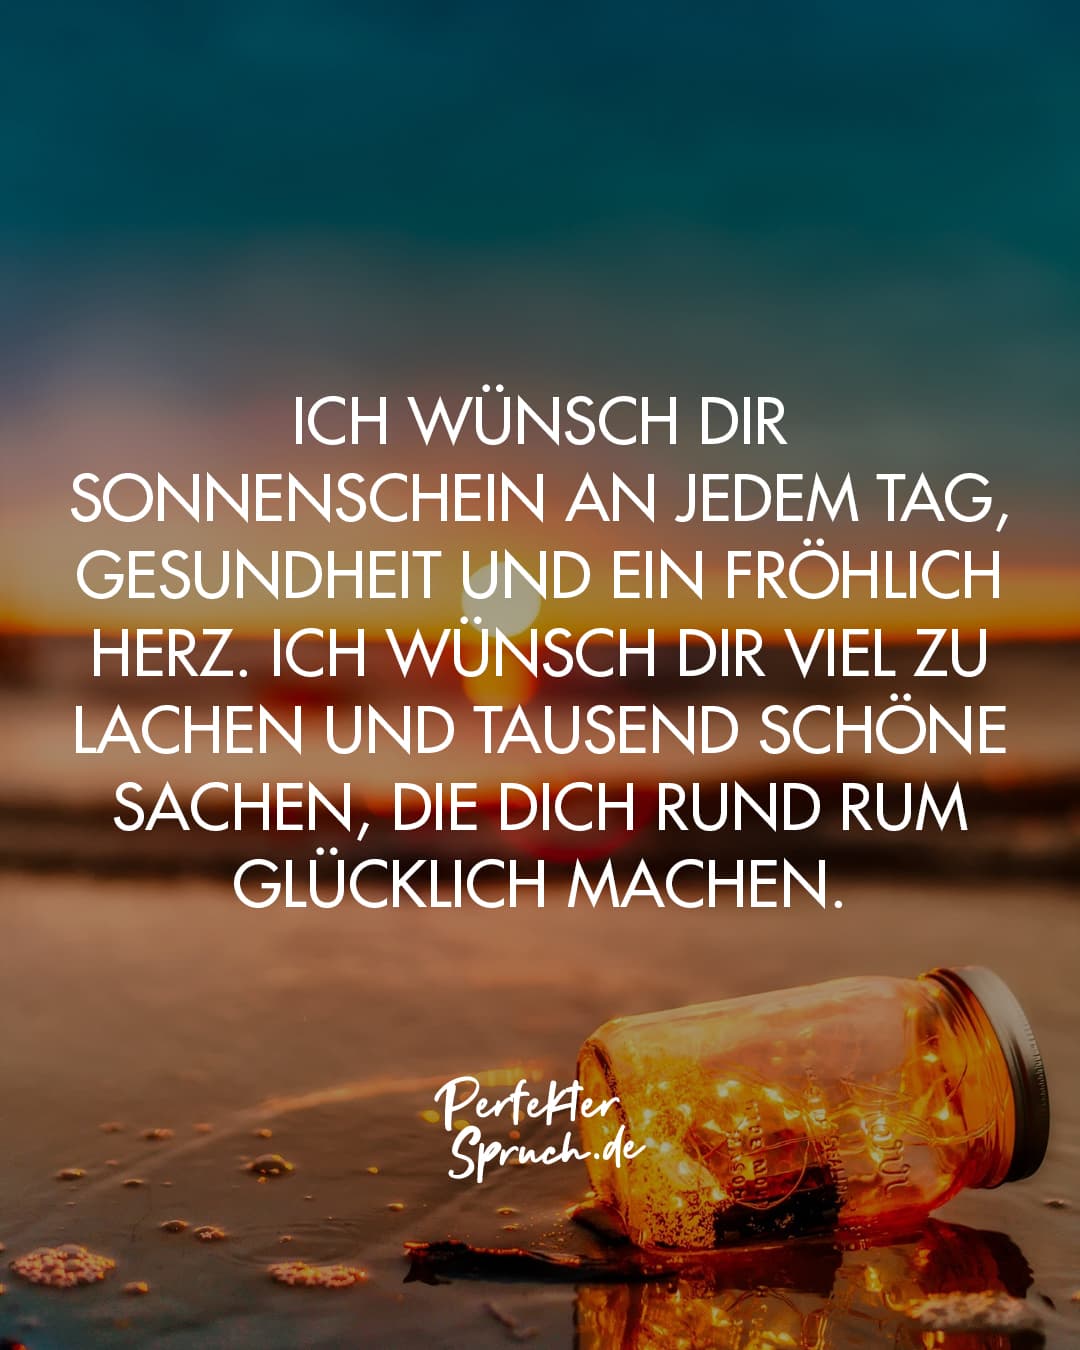 ICH WÜNSCH DIR
SONNENSCHEIN AN JEDEM TAG,
GESUNDHEIT UND EIN FRÖHLICH
HERZ. ICH WÜNSCH DIR VIEL ZU
LACHEN UND TAUSEND SCHÖNE
SACHEN, DIE DICH RUND RUM
GLÜCKLICH MACHEN.
Perfekter
Spruch.de